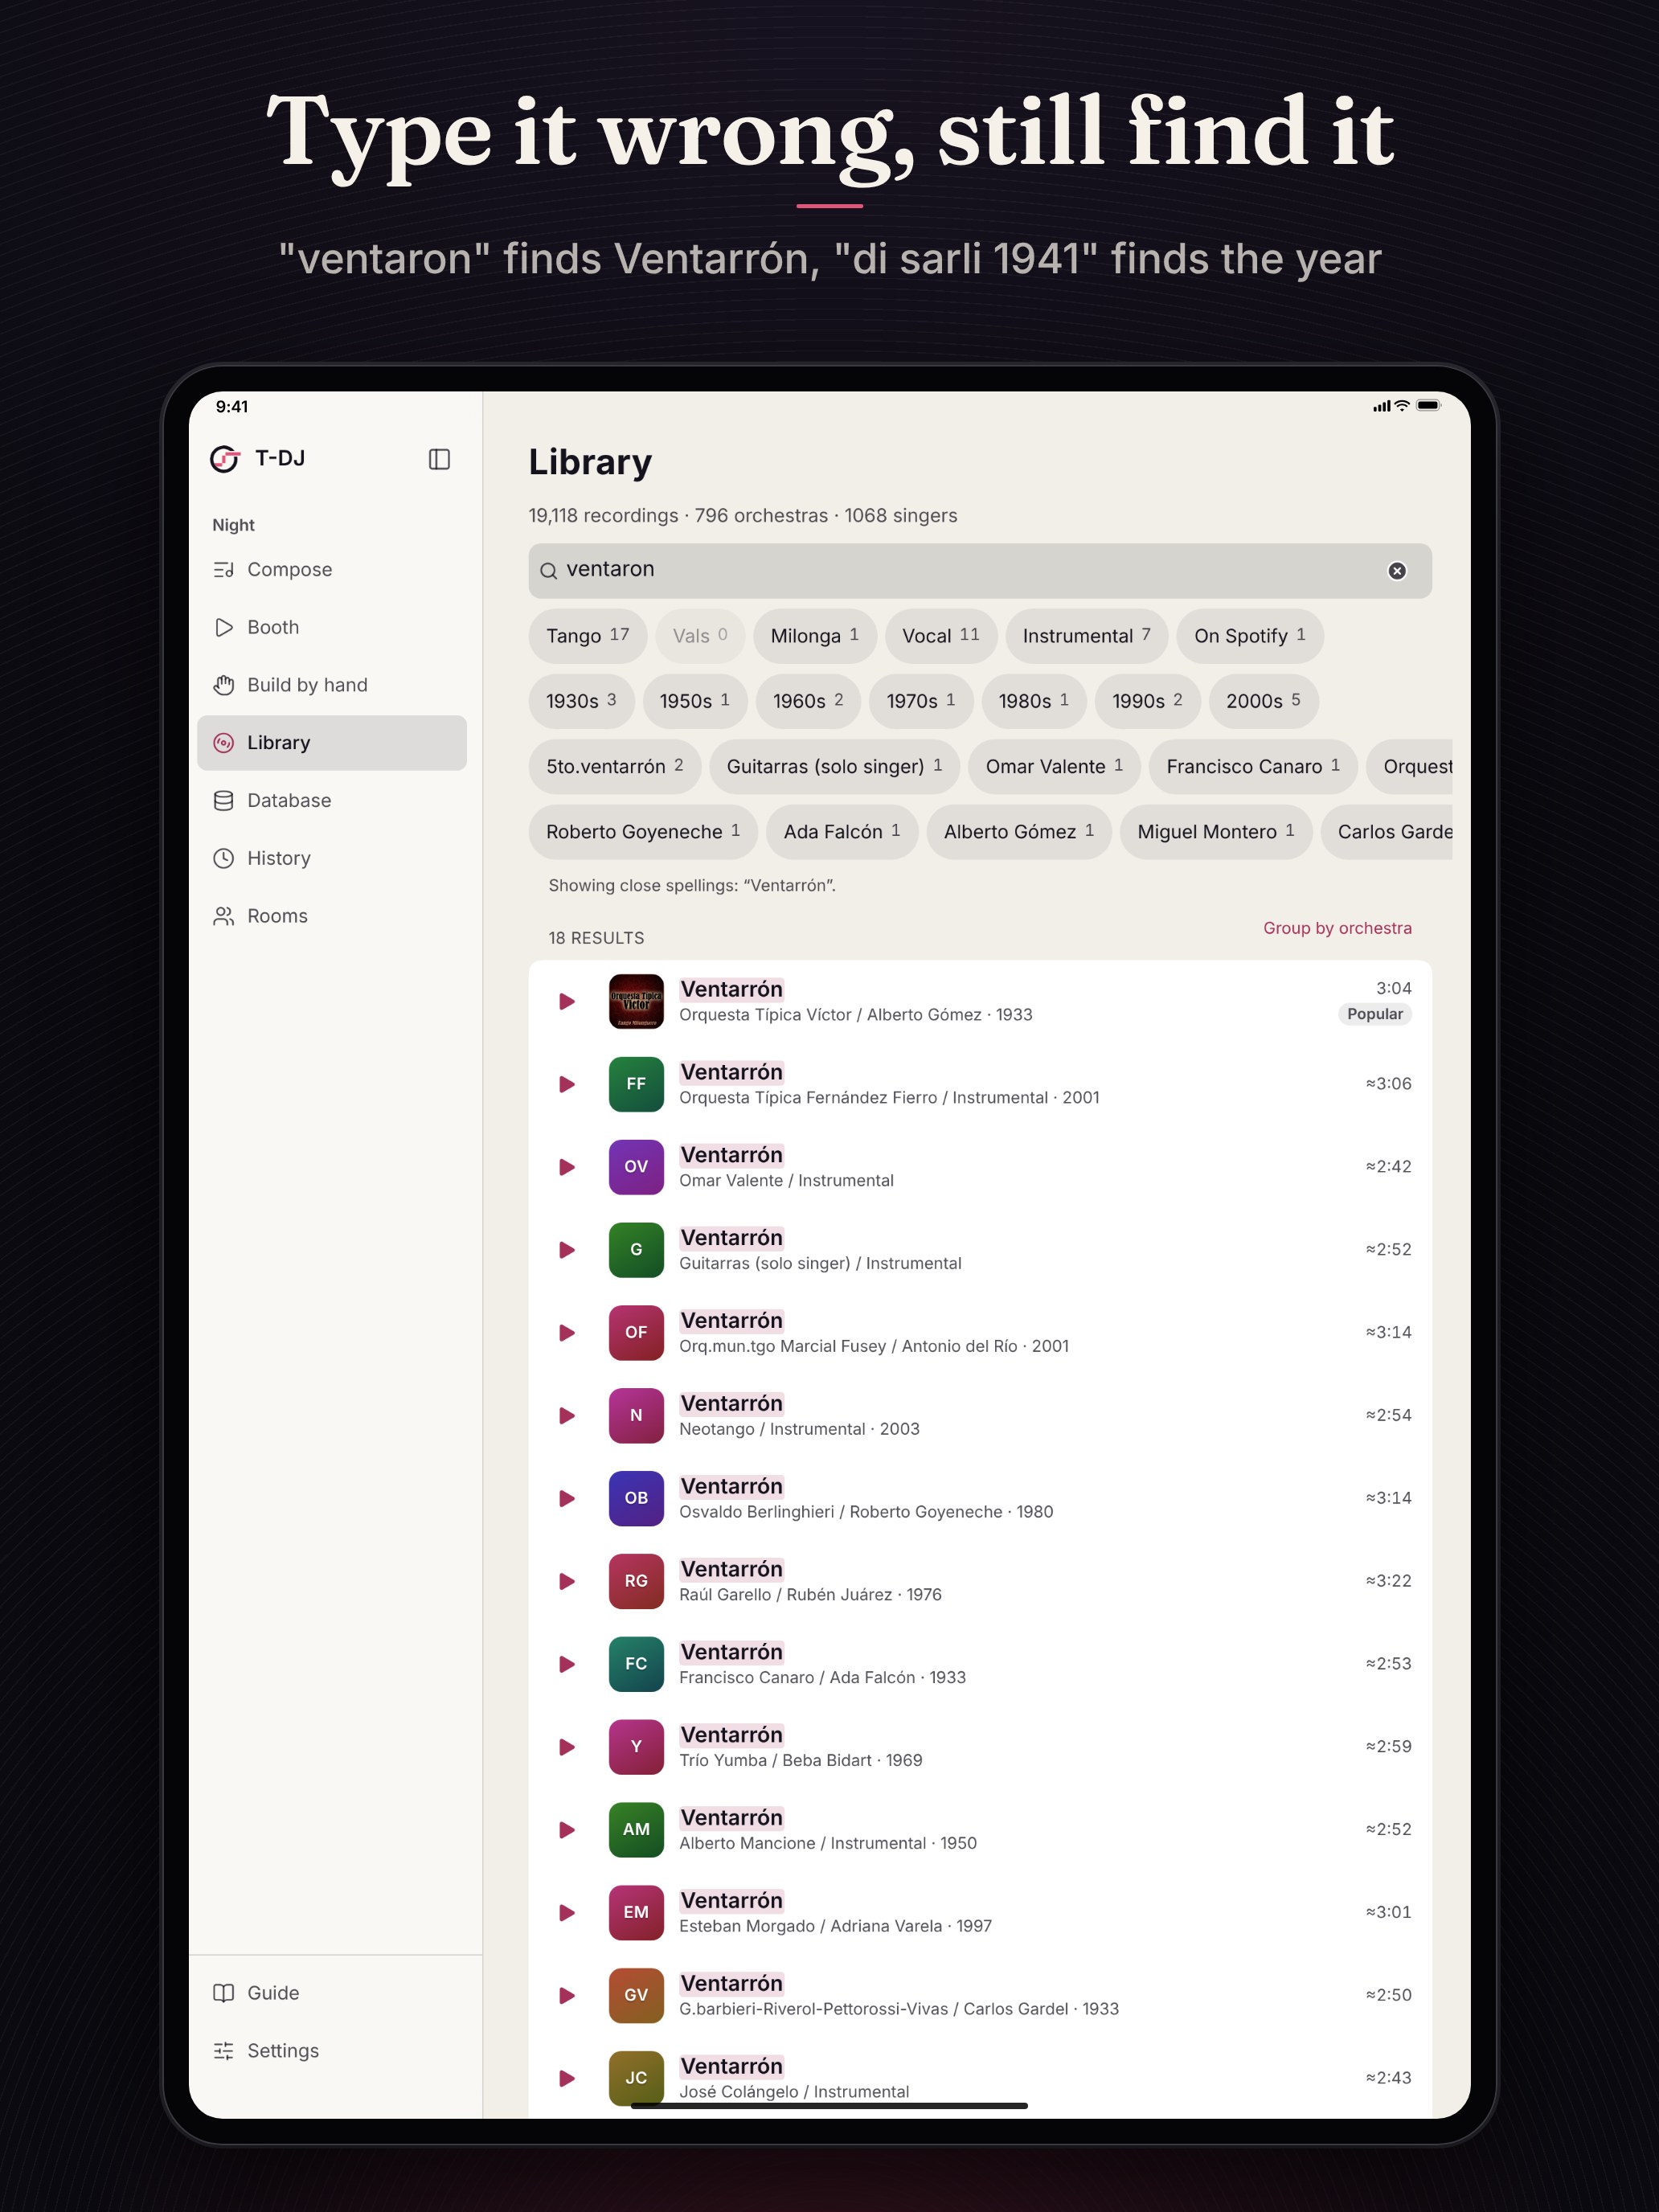 Type it wrong, still find it
"ventaron" finds Ventarrón, "di sarli 1941" finds the year
9:41
T-DJ
Night
Compose
Booth
Build by hand
Library
Database
History
Rooms
Guide
Settings
Library
19,118 recordings · 796 orchestras · 1068 singers
ventaron
Tango 17 Vals 0 Milonga 1 Vocal 11 Instrumental 7 On Spotify 1
1930s 3 1950s 1 1960s 2 1970s 1 1980s 1 1990s 2 2000s 5
5to.ventarrón 2 Guitarras (solo singer) 1 Omar Valente 1 Francisco Canaro 1 Orquest
Roberto Goyeneche 1 Ada Falcón 1 Alberto Gómez 1 Miguel Montero 1 Carlos Garde
Showing close spellings: “Ventarrón”.
18 RESULTS Group by orchestra
Orquesta Típica
Víctor
Ventarrón 3:04
Orquesta Típica Víctor / Alberto Gómez · 1933 Popular
FF Ventarrón ≈3:06
Orquesta Típica Fernández Fierro / Instrumental · 2001
OV Ventarrón ≈2:42
Omar Valente / Instrumental
G Ventarrón ≈2:52
Guitarras (solo singer) / Instrumental
OF Ventarrón ≈3:14
Orq.mun.tgo Marcial Fusey / Antonio del Río · 2001
N Ventarrón ≈2:54
Neotango / Instrumental · 2003
OB Ventarrón ≈3:14
Osvaldo Berlinghieri / Roberto Goyeneche · 1980
RG Ventarrón ≈3:22
Raúl Garello / Rubén Juárez · 1976
FC Ventarrón ≈2:53
Francisco Canaro / Ada Falcón · 1933
Y Ventarrón ≈2:59
Trío Yumba / Beba Bidart · 1969
AM Ventarrón ≈2:52
Alberto Mancione / Instrumental · 1950
EM Ventarrón ≈3:01
Esteban Morgado / Adriana Varela · 1997
GV Ventarrón ≈2:50
G.barbieri-Riverol-Pettorossi-Vivas / Carlos Gardel · 1933
JC Ventarrón ≈2:43
José Colángelo / Instrumental